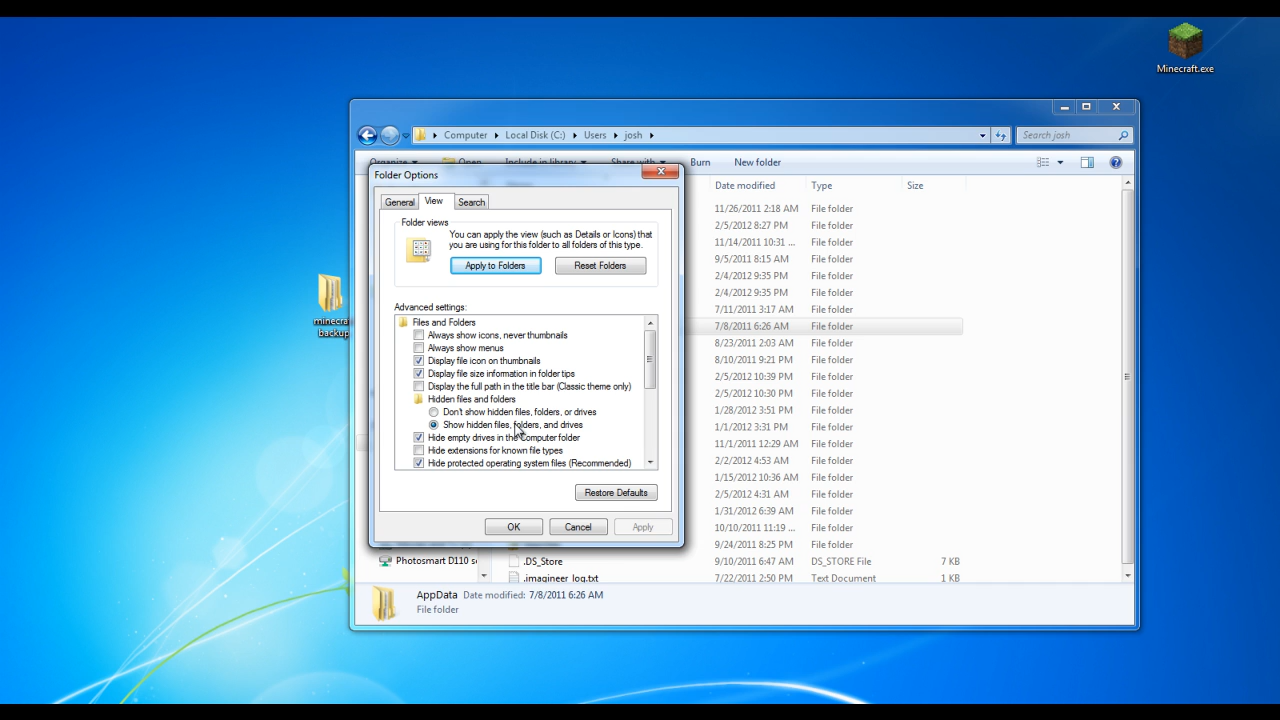 Minecraft.exe
Computer
Local Disk (C:)
Users
josh
Search josh
Organize
Open
Include in library
Share with
Burn
New folder
Folder Options
General
View
Search
Folder views
You can apply the view (such as Details or Icons) that
you are using for this folder to all folders of this type.
Apply to Folders
Reset Folders
Advanced settings:
Files and Folders
Always show icons, never thumbnails
Always show menus
Display file icon on thumbnails
Display file size information in folder tips
Display the full path in the title bar (Classic theme only)
Hidden files and folders
Don't show hidden files, folders, or drives
Show hidden files, folders, and drives
Hide empty drives in the Computer folder
Hide extensions for known file types
Hide protected operating system files (Recommended)
Restore Defaults
OK
Cancel
Apply
minecra
backup
Date modified
Type
Size
11/26/2011 2:18 AM File folder
2/5/2012 8:27 PM File folder
11/14/2011 10:31 ... File folder
9/5/2011 8:15 AM File folder
2/4/2012 9:35 PM File folder
2/4/2012 9:35 PM File folder
7/11/2011 3:17 AM File folder
7/8/2011 6:26 AM File folder
8/23/2011 2:03 AM File folder
8/10/2011 9:21 PM File folder
2/5/2012 10:39 PM File folder
2/5/2012 10:30 PM File folder
1/28/2012 3:51 PM File folder
1/1/2012 3:31 PM File folder
11/1/2011 12:29 AM File folder
2/2/2012 4:53 AM File folder
1/15/2012 10:36 AM File folder
2/5/2012 4:31 AM File folder
1/31/2012 6:39 AM File folder
10/10/2011 11:19 ... File folder
9/24/2011 8:25 PM File folder
Photosmart D110 se
.DS_Store 9/10/2011 6:47 AM DS_STORE File 7 KB
.imagineer_log.txt 7/22/2011 2:50 PM Text Document 1 KB
AppData Date modified: 7/8/2011 6:26 AM
File folder